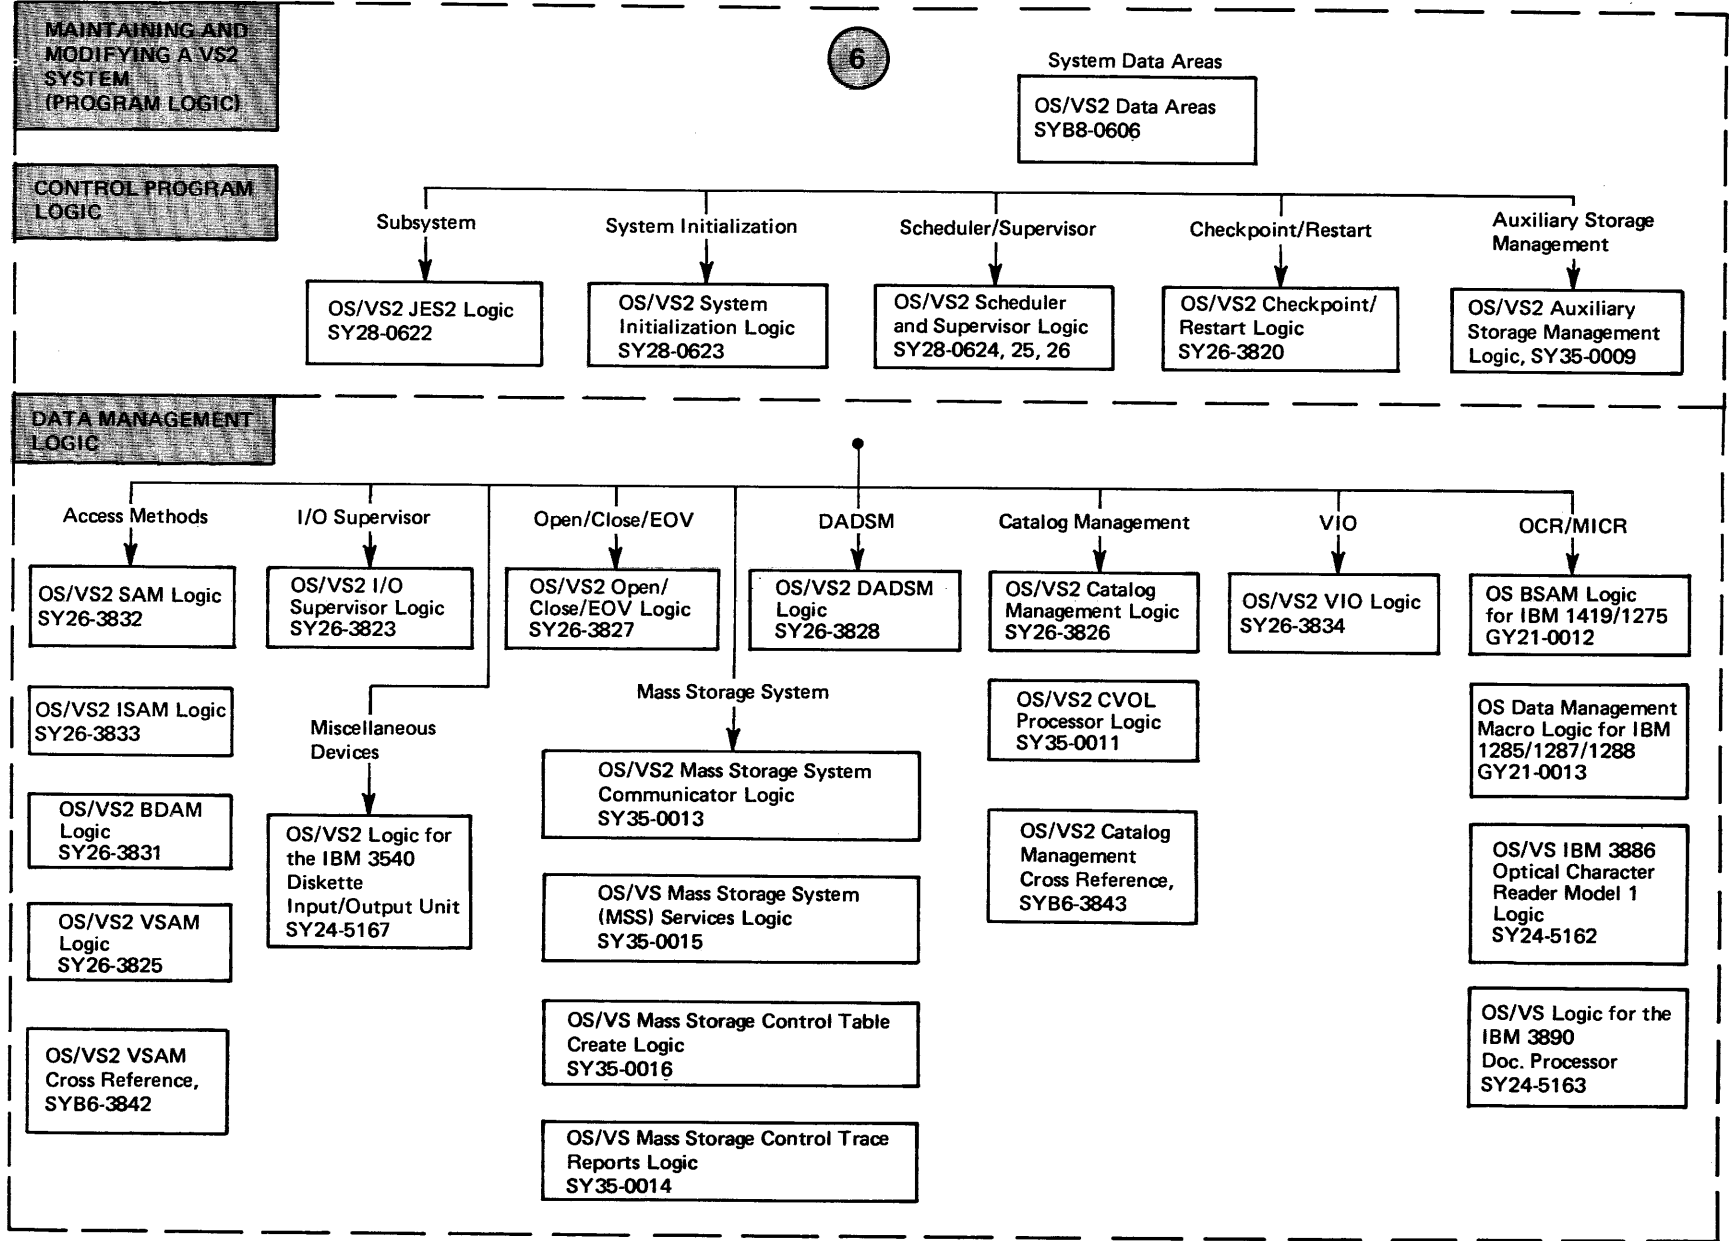 MAINTAINING AND
MODIFYING A VS2
SYSTEM
(PROGRAM LOGIC)
6
System Data Areas
OS/VS2 Data Areas
SYB8-0606
CONTROL PROGRAM
LOGIC
Subsystem
OS/VS2 JES2 Logic
SY28-0622
System Initialization
OS/VS2 System
Initialization Logic
SY28-0623
Scheduler/Supervisor
OS/VS2 Scheduler
and Supervisor Logic
SY28-0624, 25, 26
Checkpoint/Restart
OS/VS2 Checkpoint/
Restart Logic
SY26-3820
Auxiliary Storage
Management
OS/VS2 Auxiliary
Storage Management
Logic, SY35-0009
DATA MANAGEMENT
LOGIC
Access Methods
OS/VS2 SAM Logic
SY26-3832
OS/VS2 ISAM Logic
SY26-3833
OS/VS2 BDAM
Logic
SY26-3831
OS/VS2 VSAM
Logic
SY26-3825
OS/VS2 VSAM
Cross Reference,
SYB6-3842
I/O Supervisor
OS/VS2 I/O
Supervisor Logic
SY26-3823
Miscellaneous
Devices
OS/VS2 Logic for
the IBM 3540
Diskette
Input/Output Unit
SY24-5167
Open/Close/EOV
OS/VS2 Open/
Close/EOV Logic
SY26-3827
Mass Storage System
OS/VS2 Mass Storage System
Communicator Logic
SY35-0013
OS/VS Mass Storage System
(MSS) Services Logic
SY35-0015
OS/VS Mass Storage Control Table
Create Logic
SY35-0016
OS/VS Mass Storage Control Trace
Reports Logic
SY35-0014
DADSM
OS/VS2 DADSM
Logic
SY26-3828
Catalog Management
OS/VS2 Catalog
Management Logic
SY26-3826
OS/VS2 CVOL
Processor Logic
SY35-0011
OS/VS2 Catalog
Management
Cross Reference,
SYB6-3843
VIO
OS/VS2 VIO Logic
SY26-3834
OCR/MICR
OS BSAM Logic
for IBM 1419/1275
GY21-0012
OS Data Management
Macro Logic for IBM
1285/1287/1288
GY21-0013
OS/VS IBM 3886
Optical Character
Reader Model 1
Logic
SY24-5162
OS/VS Logic for the
IBM 3890
Doc. Processor
SY24-5163